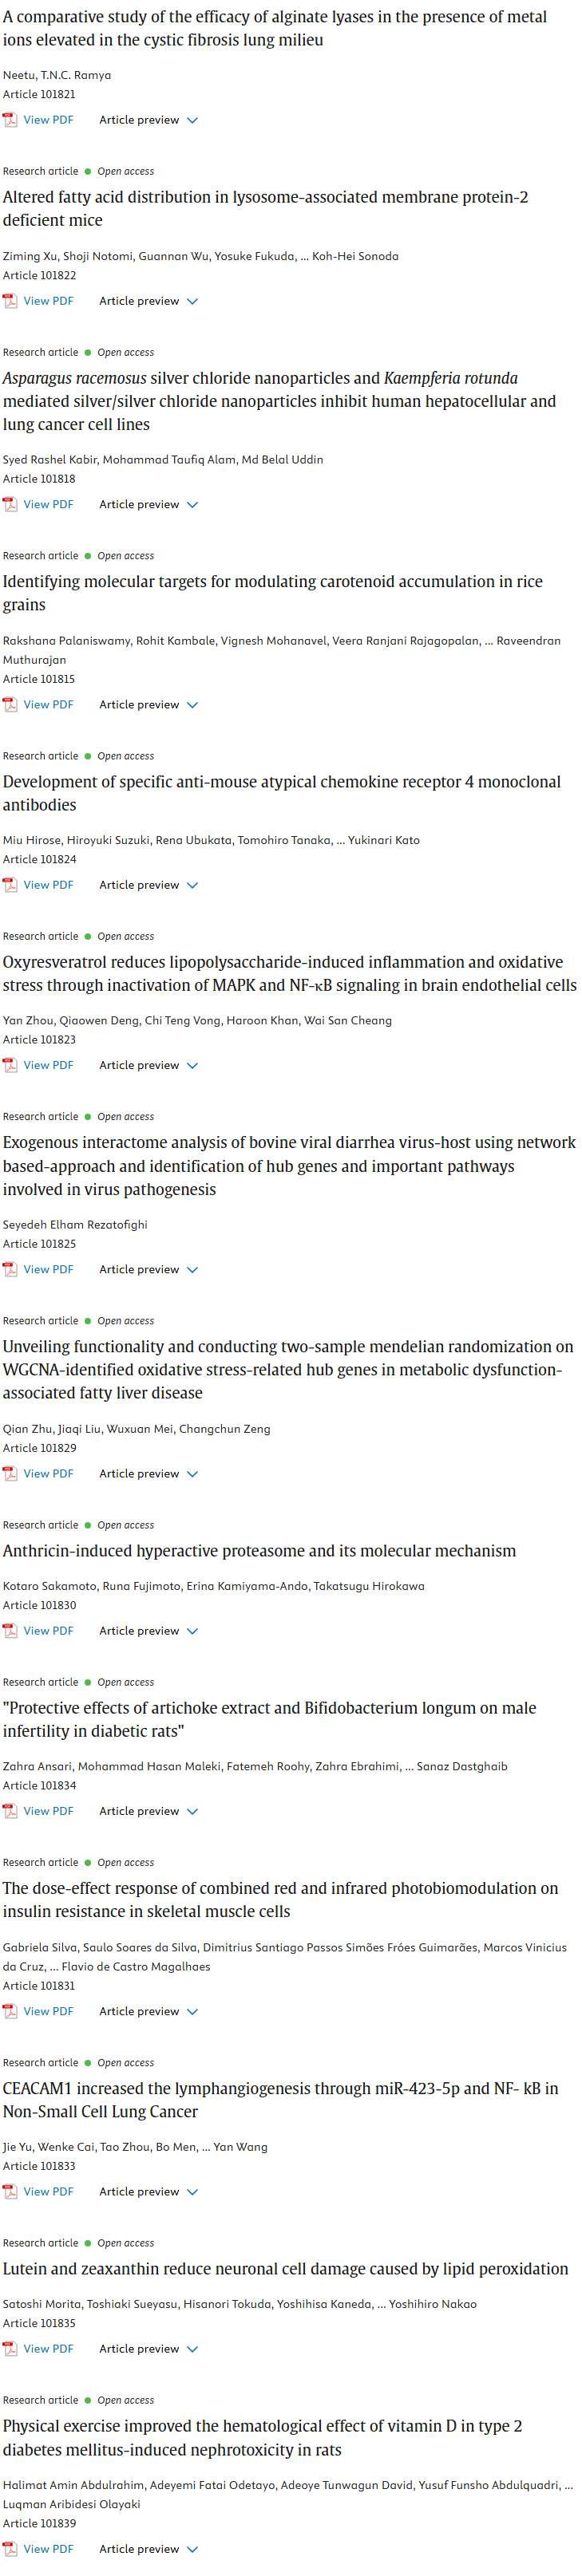 A comparative study of the efficacy of alginate lyases in the presence of metal
ions elevated in the cystic fibrosis lung milieu
Neetu, T.N.C. Ramya
Article 101821
View PDF Article preview
Research article Open access
Altered fatty acid distribution in lysosome-associated membrane protein-2
deficient mice
Ziming Xu, Shoji Notomi, Guannan Wu, Yosuke Fukuda, ... Koh-Hei Sonoda
Article 101822
View PDF Article preview
Research article Open access
Asparagus racemosus silver chloride nanoparticles and Kaempferia rotunda
mediated silver/silver chloride nanoparticles inhibit human hepatocellular and
lung cancer cell lines
Syed Rashel Kabir, Mohammad Taufiq Alam, Md Belal Uddin
Article 101818
View PDF Article preview
Research article Open access
Identifying molecular targets for modulating carotenoid accumulation in rice
grains
Rakshana Palaniswamy, Rohit Kambale, Vignesh Mohanavel, Veera Ranjani Rajagopalan, ... Raveendran
Muthurajan
Article 101815
View PDF Article preview
Research article Open access
Development of specific anti-mouse atypical chemokine receptor 4 monoclonal
antibodies
Miu Hirose, Hiroyuki Suzuki, Rena Ubukata, Tomohiro Tanaka, ... Yukinari Kato
Article 101824
View PDF Article preview
Research article Open access
Oxyresveratrol reduces lipopolysaccharide-induced inflammation and oxidative
stress through inactivation of MAPK and NF-κB signaling in brain endothelial cells
Yan Zhou, Qiaowen Deng, Chi Teng Vong, Haroon Khan, Wai San Cheang
Article 101823
View PDF Article preview
Research article Open access
Exogenous interactome analysis of bovine viral diarrhea virus-host using network
based-approach and identification of hub genes and important pathways
involved in virus pathogenesis
Seyedeh Elham Rezatofighi
Article 101825
View PDF Article preview
Research article Open access
Unveiling functionality and conducting two-sample mendelian randomization on
WGCNA-identified oxidative stress-related hub genes in metabolic dysfunction-
associated fatty liver disease
Qian Zhu, Jiaqi Liu, Wuxuan Mei, Changchun Zeng
Article 101829
View PDF Article preview
Research article Open access
Anthricin-induced hyperactive proteasome and its molecular mechanism
Kotaro Sakamoto, Runa Fujimoto, Erina Kamiyama-Ando, Takatsugu Hirokawa
Article 101830
View PDF Article preview
Research article Open access
"Protective effects of artichoke extract and Bifidobacterium longum on male
infertility in diabetic rats"
Zahra Ansari, Mohammad Hasan Maleki, Fatemeh Roohy, Zahra Ebrahimi, ... Sanaz Dastghaib
Article 101834
View PDF Article preview
Research article Open access
The dose-effect response of combined red and infrared photobiomodulation on
insulin resistance in skeletal muscle cells
Gabriela Silva, Saulo Soares da Silva, Dimitrius Santiago Passos Simões Fróes Guimarães, Marcos Vinicius
da Cruz, ... Flavio de Castro Magalhaes
Article 101831
View PDF Article preview
Research article Open access
CEACAM1 increased the lymphangiogenesis through miR-423-5p and NF- kB in
Non-Small Cell Lung Cancer
Jie Yu, Wenke Cai, Tao Zhou, Bo Men, ... Yan Wang
Article 101833
View PDF Article preview
Research article Open access
Lutein and zeaxanthin reduce neuronal cell damage caused by lipid peroxidation
Satoshi Morita, Toshiaki Sueyasu, Hisanori Tokuda, Yoshihisa Kaneda, ... Yoshihiro Nakao
Article 101835
View PDF Article preview
Research article Open access
Physical exercise improved the hematological effect of vitamin D in type 2
diabetes mellitus-induced nephrotoxicity in rats
Halimat Amin Abdulrahim, Adeyemi Fatai Odetayo, Adeoye Tunwagun David, Yusuf Funsho Abdulquadri, ...
Luqman Aribidesi Olayaki
Article 101839
View PDF Article preview